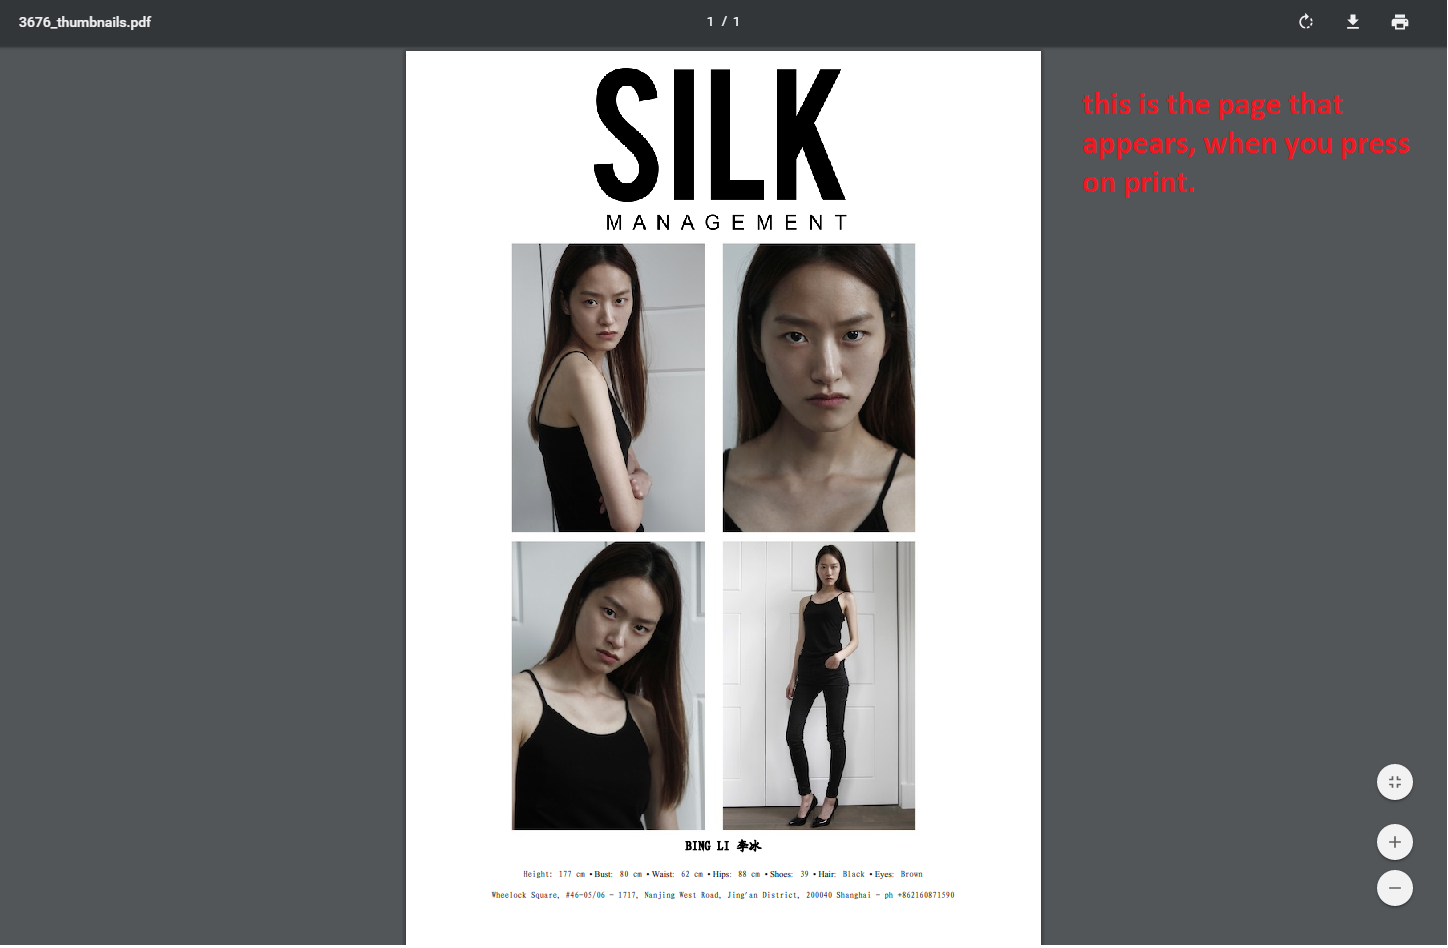 3676_thumbnails.pdf
1 / 1
this is the page that
appears, when you press
on print.
SILK
MANAGEMENT
BING LI 李冰
Height: 177 cm • Bust: 80 cm • Waist: 62 cm • Hips: 88 cm • Shoes: 39 • Hair: Black • Eyes: Brown
Wheelock Square, #46-05/06 - 1717, Nanjing West Road, Jing'an District, 200040 Shanghai - ph +862160871590